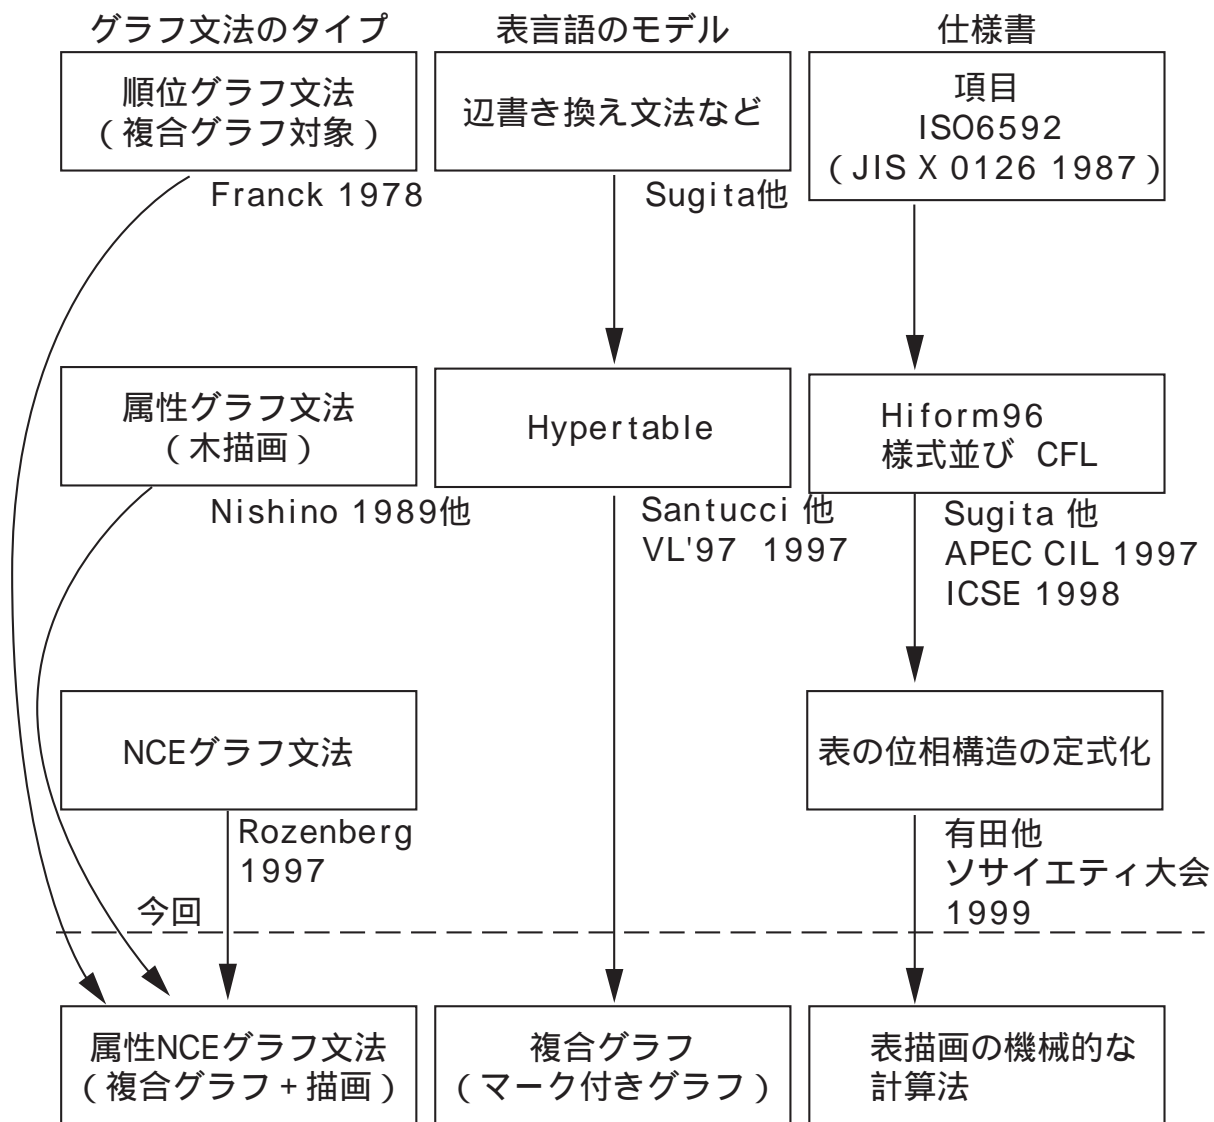 グラフ文法のタイプ
表言語のモデル
仕様書
順位グラフ文法
（複合グラフ対象）
Franck 1978
辺書き換え文法など
Sugita他
項目
ISO6592
（JIS X 0126 1987）
属性グラフ文法
（木描画）
Nishino 1989他
Hypertable
Santucci 他
VL'97 1997
Hiform96
様式並び CFL
Sugita 他
APEC CIL 1997
ICSE 1998
NCEグラフ文法
Rozenberg
1997
表の位相構造の定式化
有田他
ソサイエティ大会
1999
今回
属性NCEグラフ文法
（複合グラフ+描画）
複合グラフ
（マーク付きグラフ）
表描画の機械的な
計算法